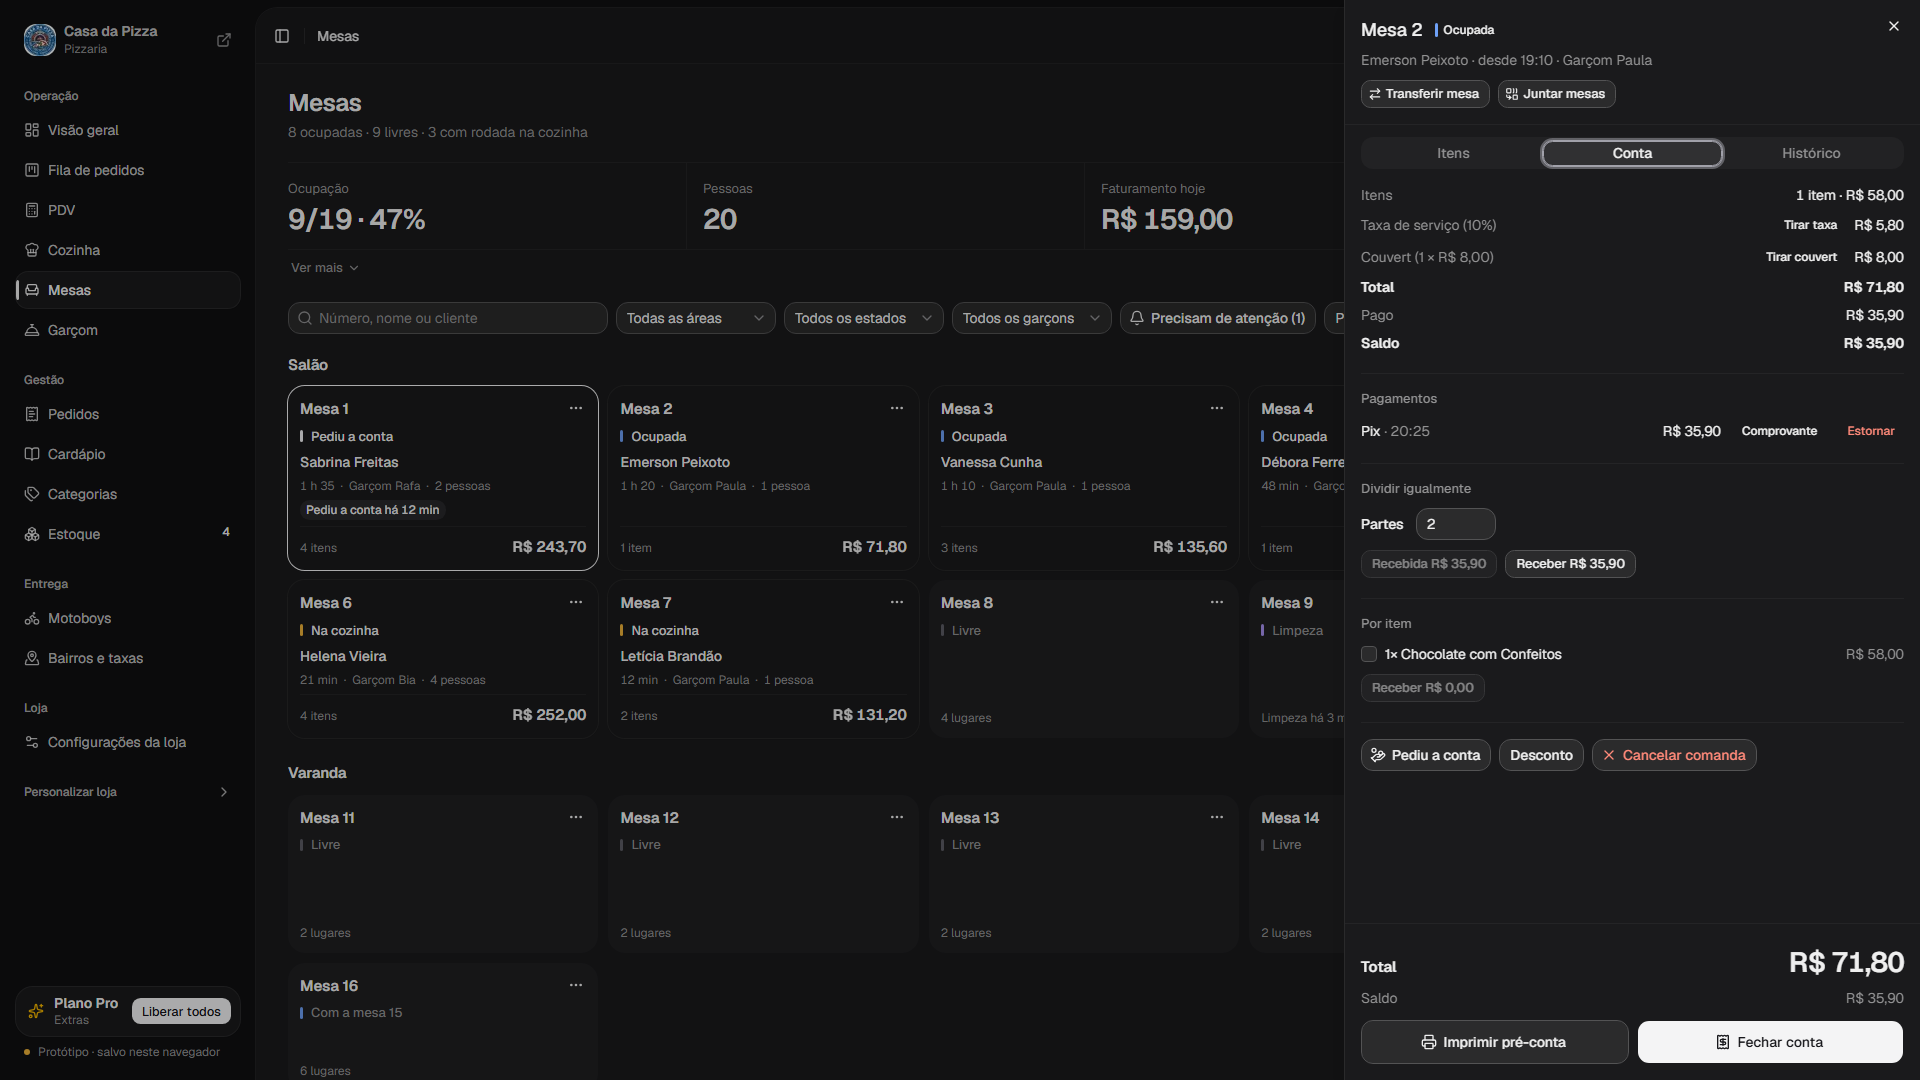 Casa da Pizza
Pizzaria
Operação
Visão geral
Fila de pedidos
PDV
Cozinha
Mesas
Garçom
Gestão
Pedidos
Cardápio
Categorias
Estoque 4
Entrega
Motoboys
Bairros e taxas
Loja
Configurações da loja
Personalizar loja
Plano Pro
Extras
Liberar todos
Protótipo · salvo neste navegador
Mesas
Mesas
8 ocupadas · 9 livres · 3 com rodada na cozinha
Ocupação
9/19 · 47%
Pessoas
20
Faturamento hoje
R$ 159,00
Ver mais
Número, nome ou cliente
Todas as áreas
Todos os estados
Todos os garçons
Precisam de atenção (1)
P
Salão
Mesa 1
Pediu a conta
Sabrina Freitas
1 h 35 · Garçom Rafa · 2 pessoas
Pediu a conta há 12 min
4 itens R$ 243,70
Mesa 2
Ocupada
Emerson Peixoto
1 h 20 · Garçom Paula · 1 pessoa
1 item R$ 71,80
Mesa 3
Ocupada
Vanessa Cunha
1 h 10 · Garçom Paula · 1 pessoa
3 itens R$ 135,60
Mesa 4
Ocupada
Débora Ferre
48 min · Garço
1 item
Mesa 6
Na cozinha
Helena Vieira
21 min · Garçom Bia · 4 pessoas
4 itens R$ 252,00
Mesa 7
Na cozinha
Letícia Brandão
12 min · Garçom Paula · 1 pessoa
2 itens R$ 131,20
Mesa 8
Livre
4 lugares
Mesa 9
Limpeza
Limpeza há 3 m
Varanda
Mesa 11
Livre
2 lugares
Mesa 12
Livre
2 lugares
Mesa 13
Livre
2 lugares
Mesa 14
Livre
2 lugares
Mesa 16
Com a mesa 15
6 lugares
Mesa 2 Ocupada
Emerson Peixoto · desde 19:10 · Garçom Paula
Transferir mesa
Juntar mesas
Itens
Conta
Histórico
Itens 1 item · R$ 58,00
Taxa de serviço (10%) Tirar taxa R$ 5,80
Couvert (1 × R$ 8,00) Tirar couvert R$ 8,00
Total R$ 71,80
Pago R$ 35,90
Saldo R$ 35,90
Pagamentos
Pix · 20:25 R$ 35,90 Comprovante Estornar
Dividir igualmente
Partes 2
Recebida R$ 35,90
Receber R$ 35,90
Por item
1× Chocolate com Confeitos R$ 58,00
Receber R$ 0,00
Pediu a conta
Desconto
Cancelar comanda
Total R$ 71,80
Saldo R$ 35,90
Imprimir pré-conta
Fechar conta